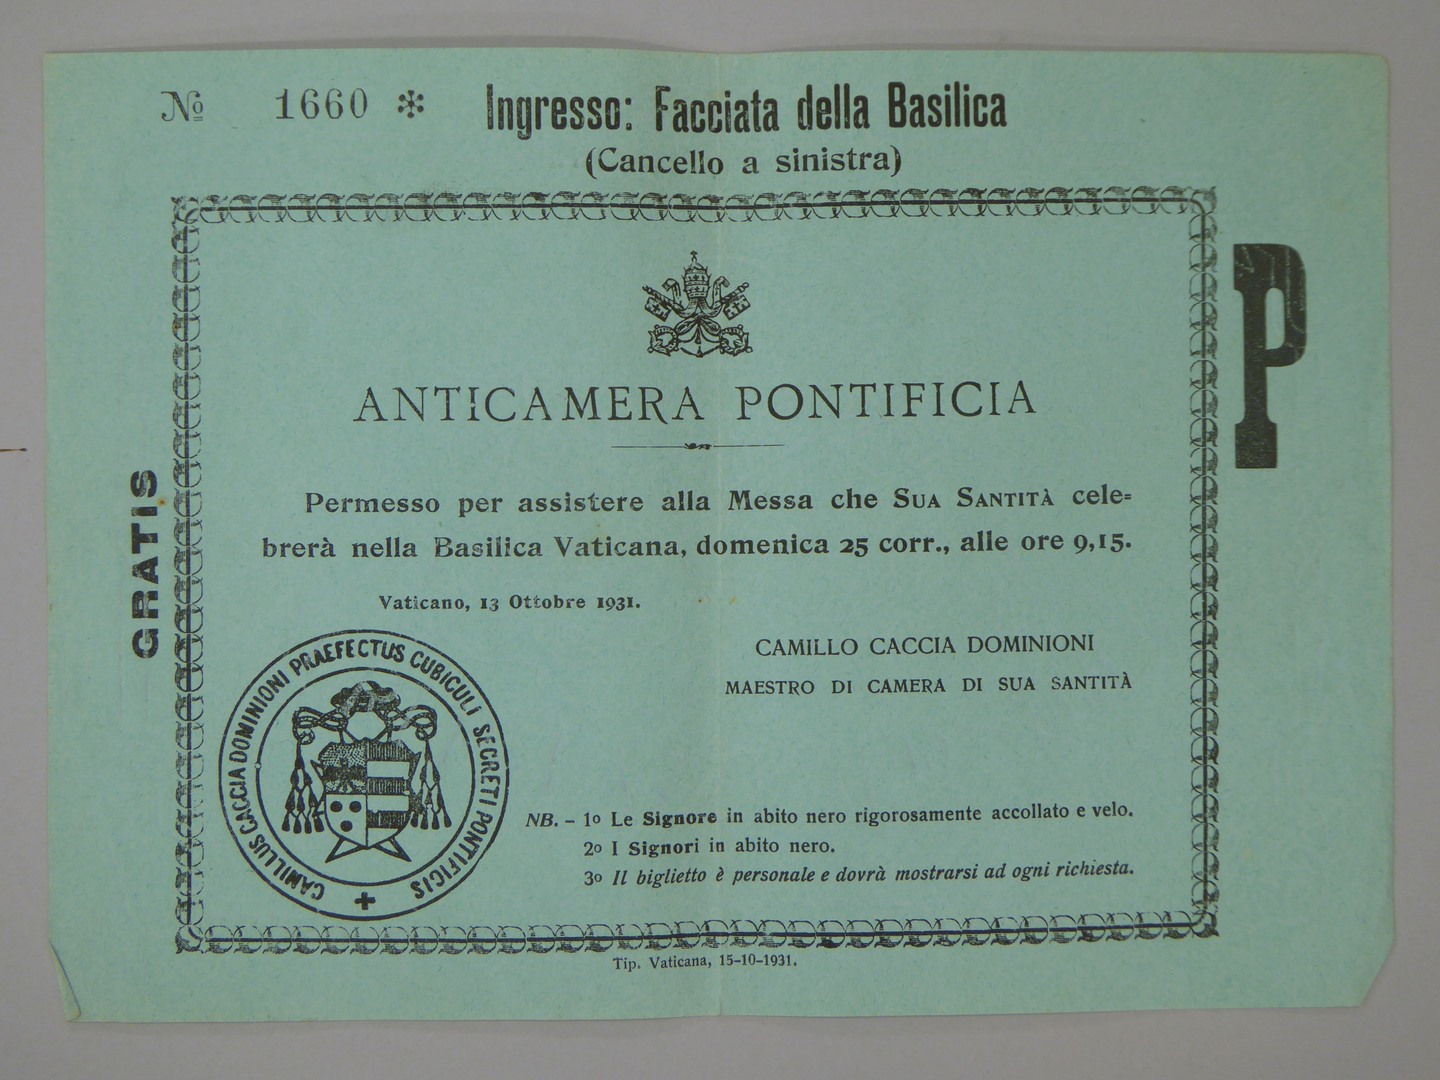 № 1660 * Ingresso: Facciata della Basilica
(Cancello a sinistra)
P
ANTICAMERA PONTIFICIA
GRATIS
Permesso per assistere alla Messa che SUA SANTITÀ cele=
brerà nella Basilica Vaticana, domenica 25 corr., alle ore 9,15.
Vaticano, 13 Ottobre 1931.
CAMILLO CACCIA DOMINIONI
MAESTRO DI CAMERA DI SUA SANTITÀ
CAMILLUS CACCIA DOMINIONI PRAEFECTUS CUBICULI SECRETI PONTIFICIS
NB. – 1º Le Signore in abito nero rigorosamente accollato e velo.
2º I Signori in abito nero.
3º Il biglietto è personale e dovrà mostrarsi ad ogni richiesta.
Tip. Vaticana, 15-10-1931.